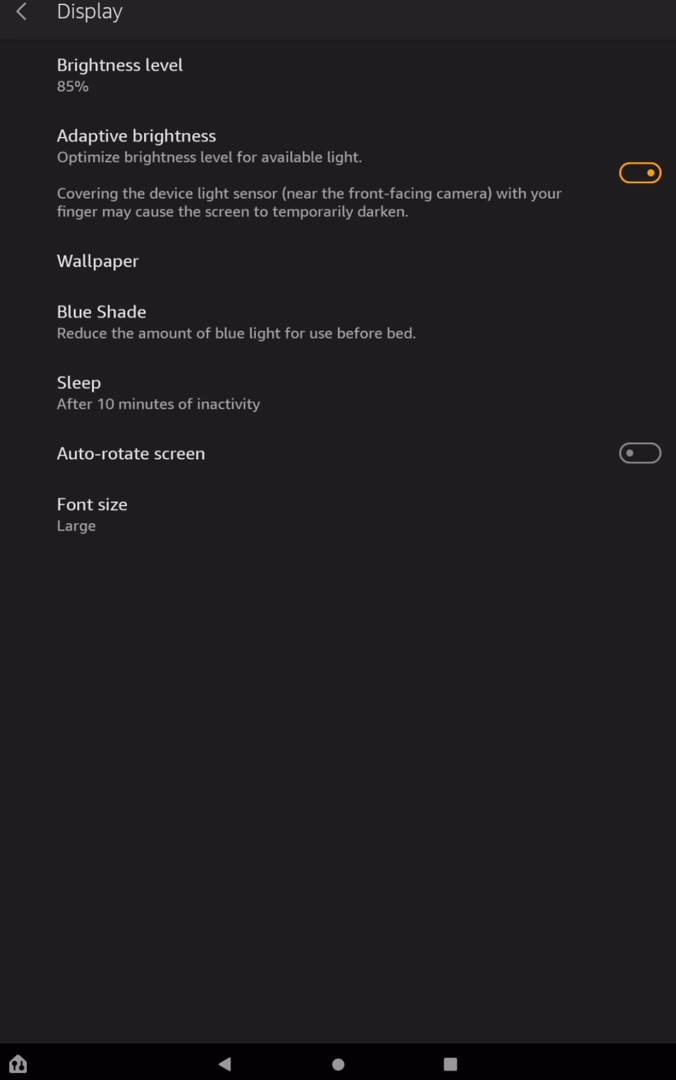 Display
Brightness level
85%
Adaptive brightness
Optimize brightness level for available light.
Covering the device light sensor (near the front-facing camera) with your
finger may cause the screen to temporarily darken.
Wallpaper
Blue Shade
Reduce the amount of blue light for use before bed.
Sleep
After 10 minutes of inactivity
Auto-rotate screen
Font size
Large